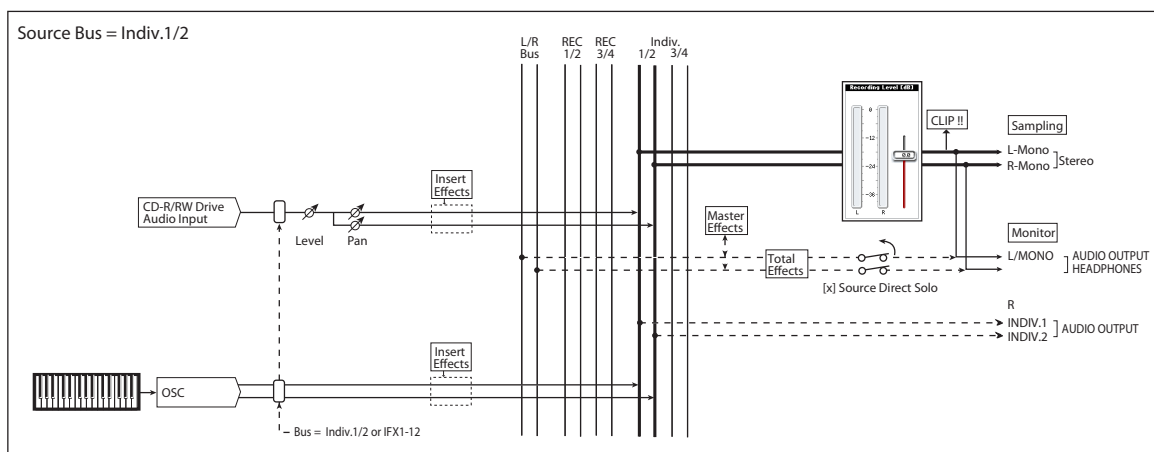 Source Bus = Indiv.1/2
L/R Bus
REC 1/2
REC 3/4
Indiv.
1/2 3/4
Recording Level [dB]
0
-12
-24
-36
L R
0.0
CLIP !!
Sampling
L-Mono
R-Mono
Stereo
CD-R/RW Drive
Audio Input
Level
Pan
Insert
Effects
Master
Effects
Total
Effects
[x] Source Direct Solo
Monitor
L/MONO
AUDIO OUTPUT
HEADPHONES
R
INDIV.1
INDIV.2
AUDIO OUTPUT
Insert
Effects
OSC
Bus = Indiv.1/2 or IFX1-12